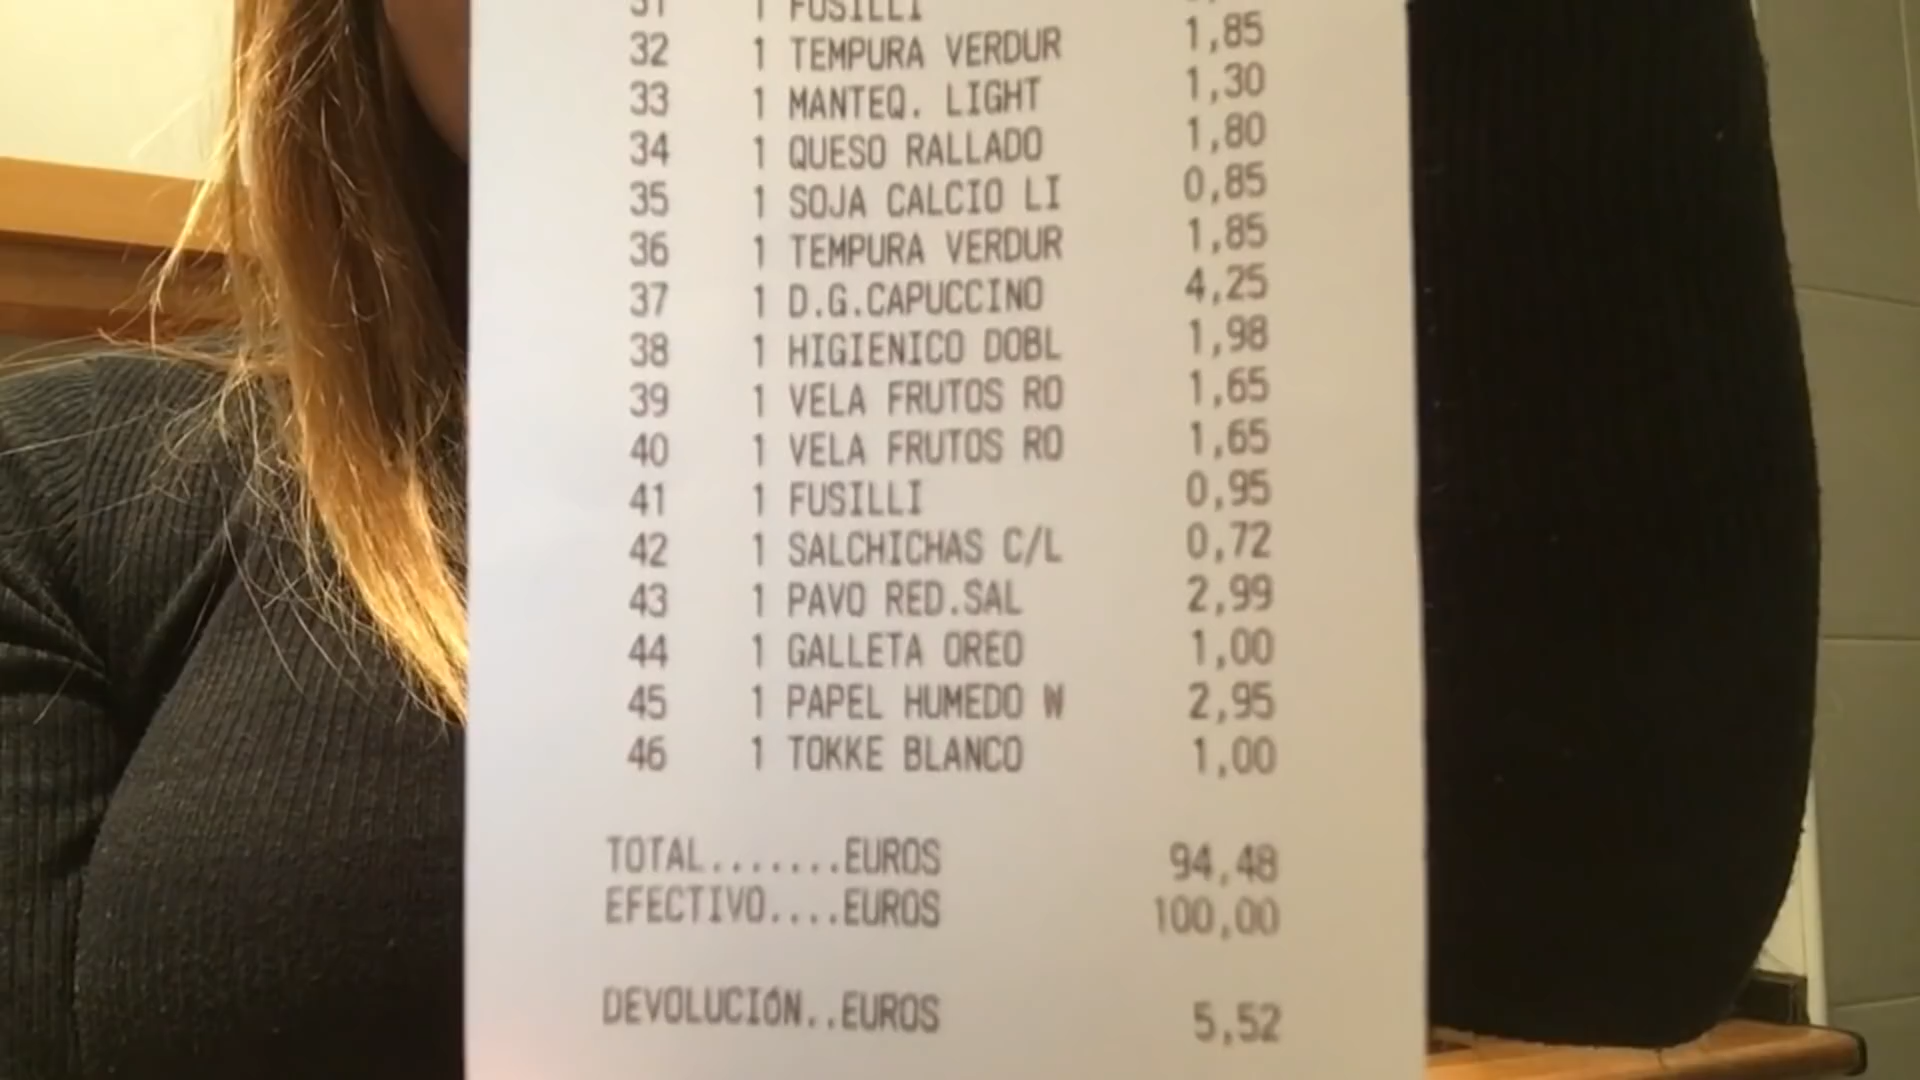 31 1 FUSILLI
32 1 TEMPURA VERDUR 1,85
33 1 MANTEQ. LIGHT 1,30
34 1 QUESO RALLADO 1,80
35 1 SOJA CALCIO LI 0,85
36 1 TEMPURA VERDUR 1,85
37 1 D.G.CAPUCCINO 4,25
38 1 HIGIENICO DOBL 1,98
39 1 VELA FRUTOS RO 1,65
40 1 VELA FRUTOS RO 1,65
41 1 FUSILLI 0,95
42 1 SALCHICHAS C/L 0,72
43 1 PAVO RED.SAL 2,99
44 1 GALLETA OREO 1,00
45 1 PAPEL HUMEDO W 2,95
46 1 TOKKE BLANCO 1,00
TOTAL.......EUROS 94,48
EFECTIVO....EUROS 100,00
DEVOLUCIÓN..EUROS 5,52